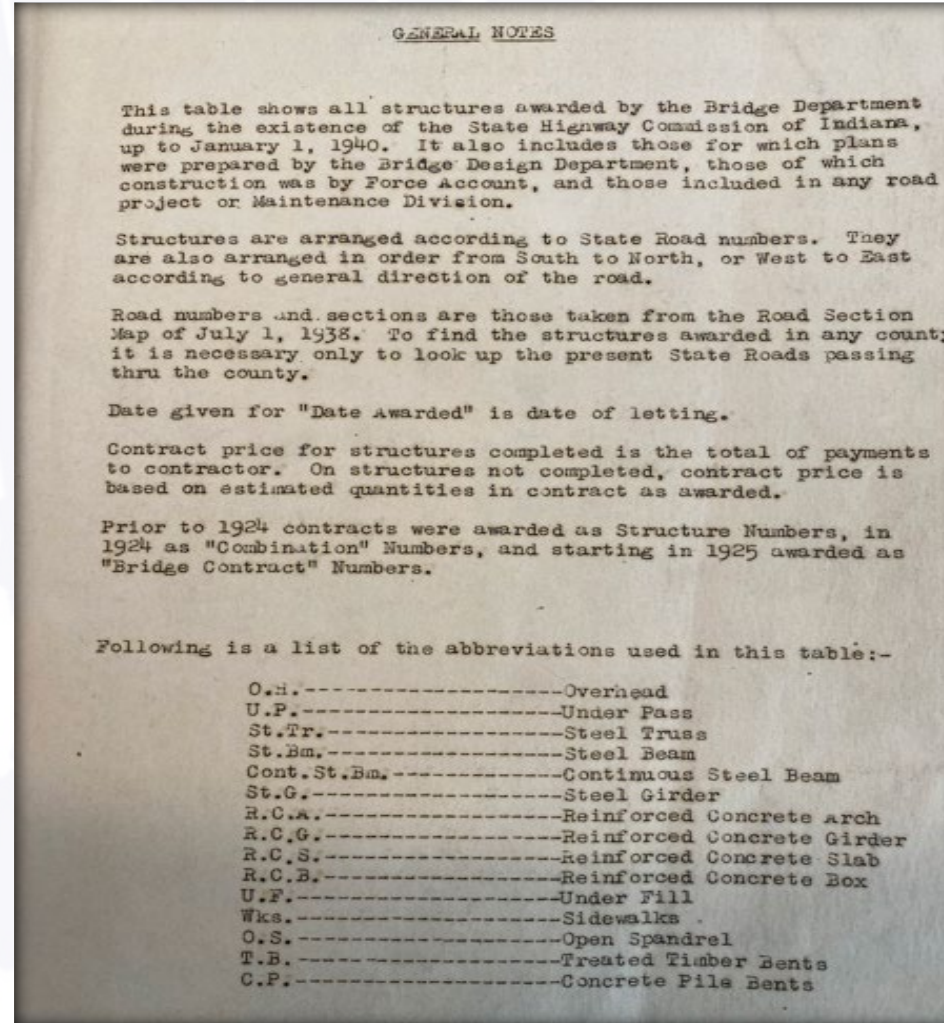 GENERAL NOTES
This table shows all structures awarded by the Bridge Department
during the existence of the State Highway Commission of Indiana,
up to January 1, 1940. It also includes those for which plans
were prepared by the Bridge Design Department, those of which
construction was by Force Account, and those included in any road
project or Maintenance Division.
Structures are arranged according to State Road numbers. They
are also arranged in order from South to North, or West to East
according to general direction of the road.
Road numbers and sections are those taken from the Road Section
Map of July 1, 1938. To find the structures awarded in any county
it is necessary only to look up the present State Roads passing
thru the county.
Date given for "Date Awarded" is date of letting.
Contract price for structures completed is the total of payments
to contractor. On structures not completed, contract price is
based on estimated quantities in contract as awarded.
Prior to 1924 contracts were awarded as Structure Numbers, in
1924 as "Combination" Numbers, and starting in 1925 awarded as
"Bridge Contract" Numbers.
Following is a list of the abbreviations used in this table:-
O.H.--------------------Overhead
U.P.--------------------Under Pass
St.Tr.------------------Steel Truss
St.Bm.------------------Steel Beam
Cont.St.Bm.-------------Continuous Steel Beam
St.G.-------------------Steel Girder
R.C.A.------------------Reinforced Concrete Arch
R.C.G.------------------Reinforced Concrete Girder
R.C.S.------------------Reinforced Concrete Slab
R.C.B.------------------Reinforced Concrete Box
U.F.--------------------Under Fill
Wks.--------------------Sidewalks
O.S.--------------------Open Spandrel
T.B.--------------------Treated Timber Bents
C.P.--------------------Concrete Pile Bents